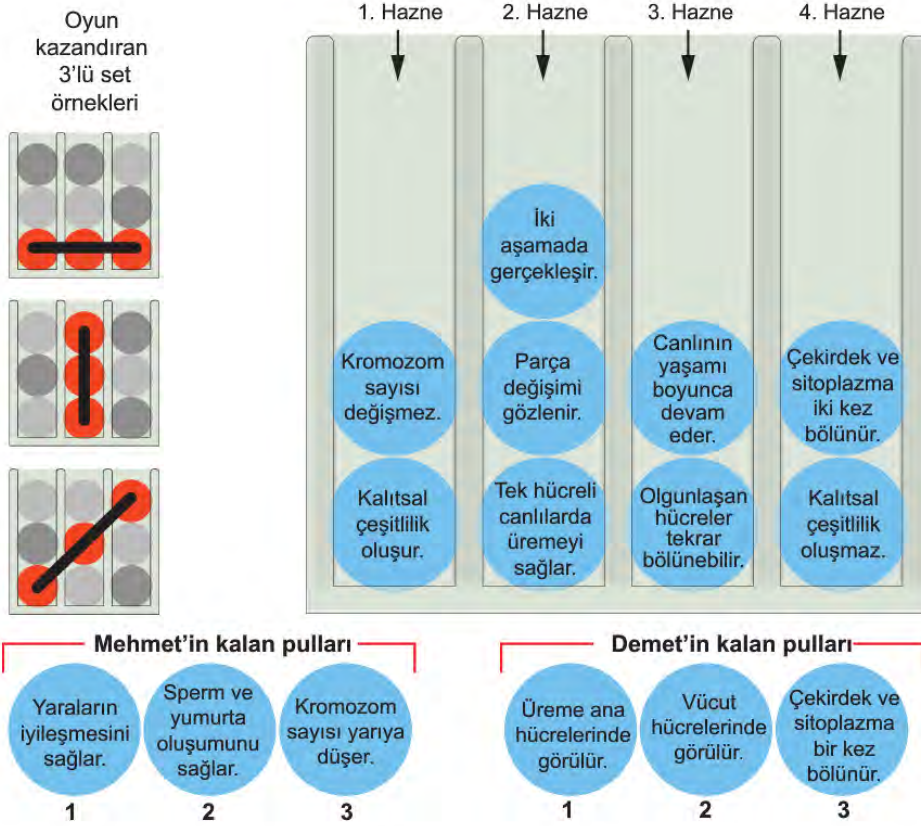 Oyun
kazandıran
3'lü set
örnekleri
1. Hazne
2. Hazne
3. Hazne
4. Hazne
İki
aşamada
gerçekleşir.
Kromozom
sayısı
değişmez.
Parça
değişimi
gözlenir.
Canlının
yaşamı
boyunca
devam
eder.
Çekirdek ve
sitoplazma
iki kez
bölünür.
Kalıtsal
çeşitlilik
oluşur.
Tek hücreli
canlılarda
üremeyi
sağlar.
Olgunlaşan
hücreler
tekrar
bölünebilir.
Kalıtsal
çeşitlilik
oluşmaz.
Mehmet'in kalan pulları
Yaraların
iyileşmesini
sağlar.
1
Sperm ve
yumurta
oluşumunu
sağlar.
2
Kromozom
sayısı yarıya
düşer.
3
Demet'in kalan pulları
Üreme ana
hücrelerinde
görülür.
1
Vücut
hücrelerinde
görülür.
2
Çekirdek ve
sitoplazma
bir kez
bölünür.
3